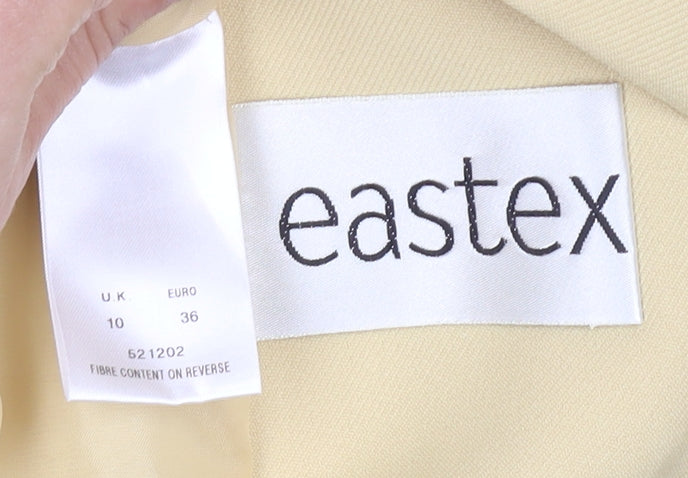 eastex
U.K. EURO
10 36
521202
FIBRE CONTENT ON REVERSE